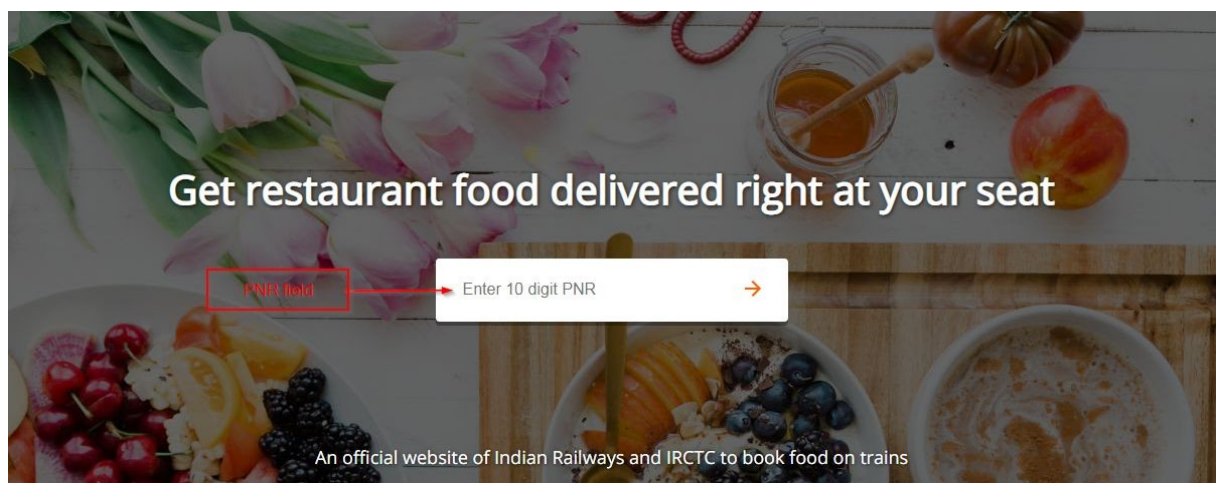 Get restaurant food delivered right at your seat
PNR field
Enter 10 digit PNR
An official website of Indian Railways and IRCTC to book food on trains